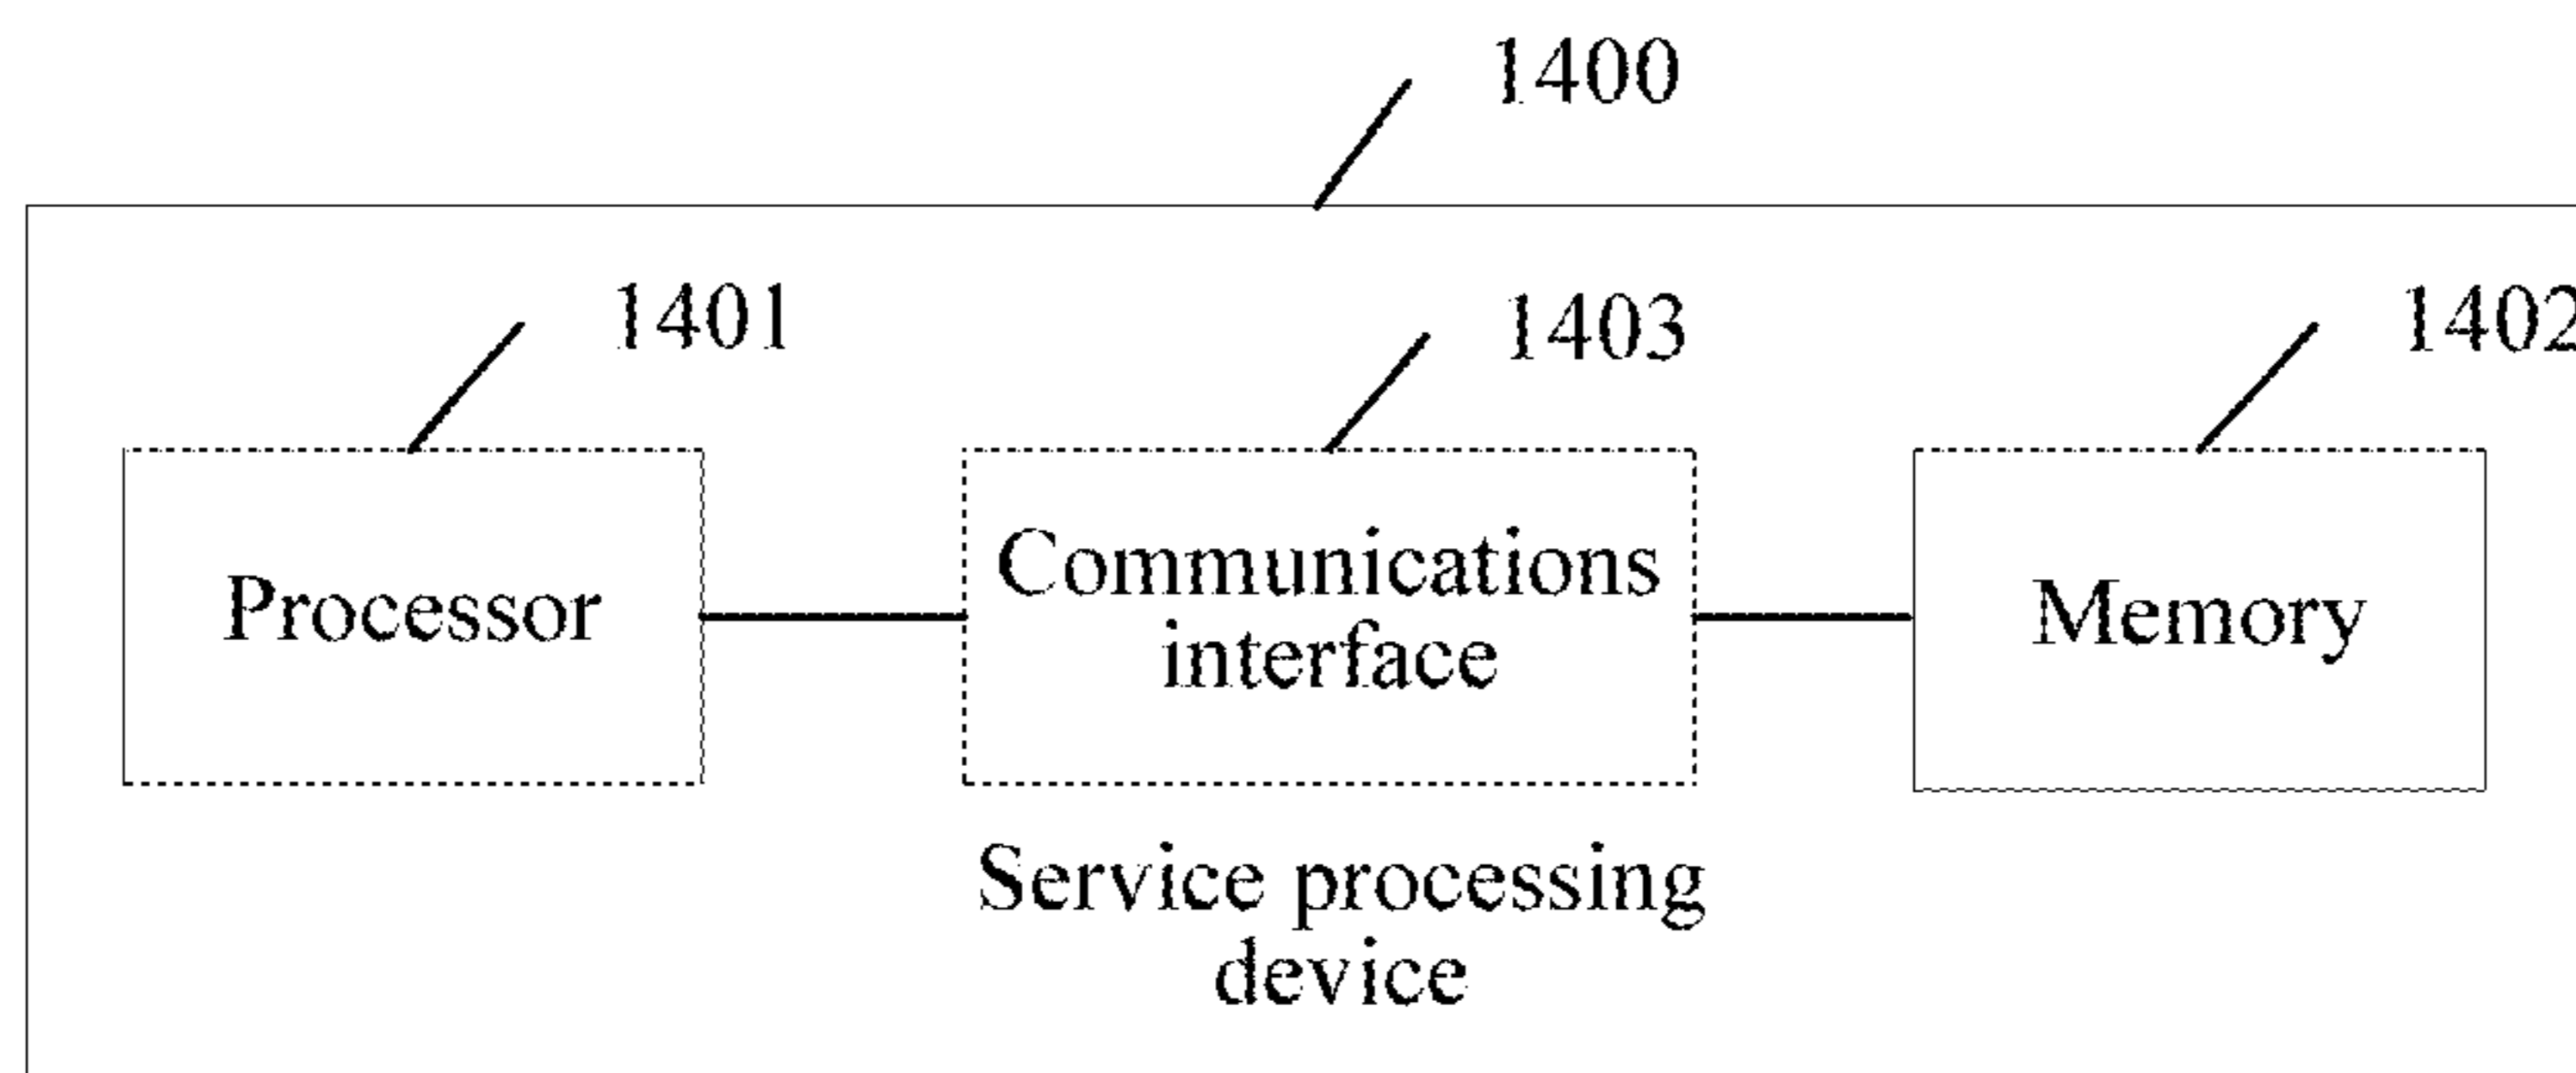 1400
1401
1403
1402
Processor
Communications
interface
Memory
Service processing
device